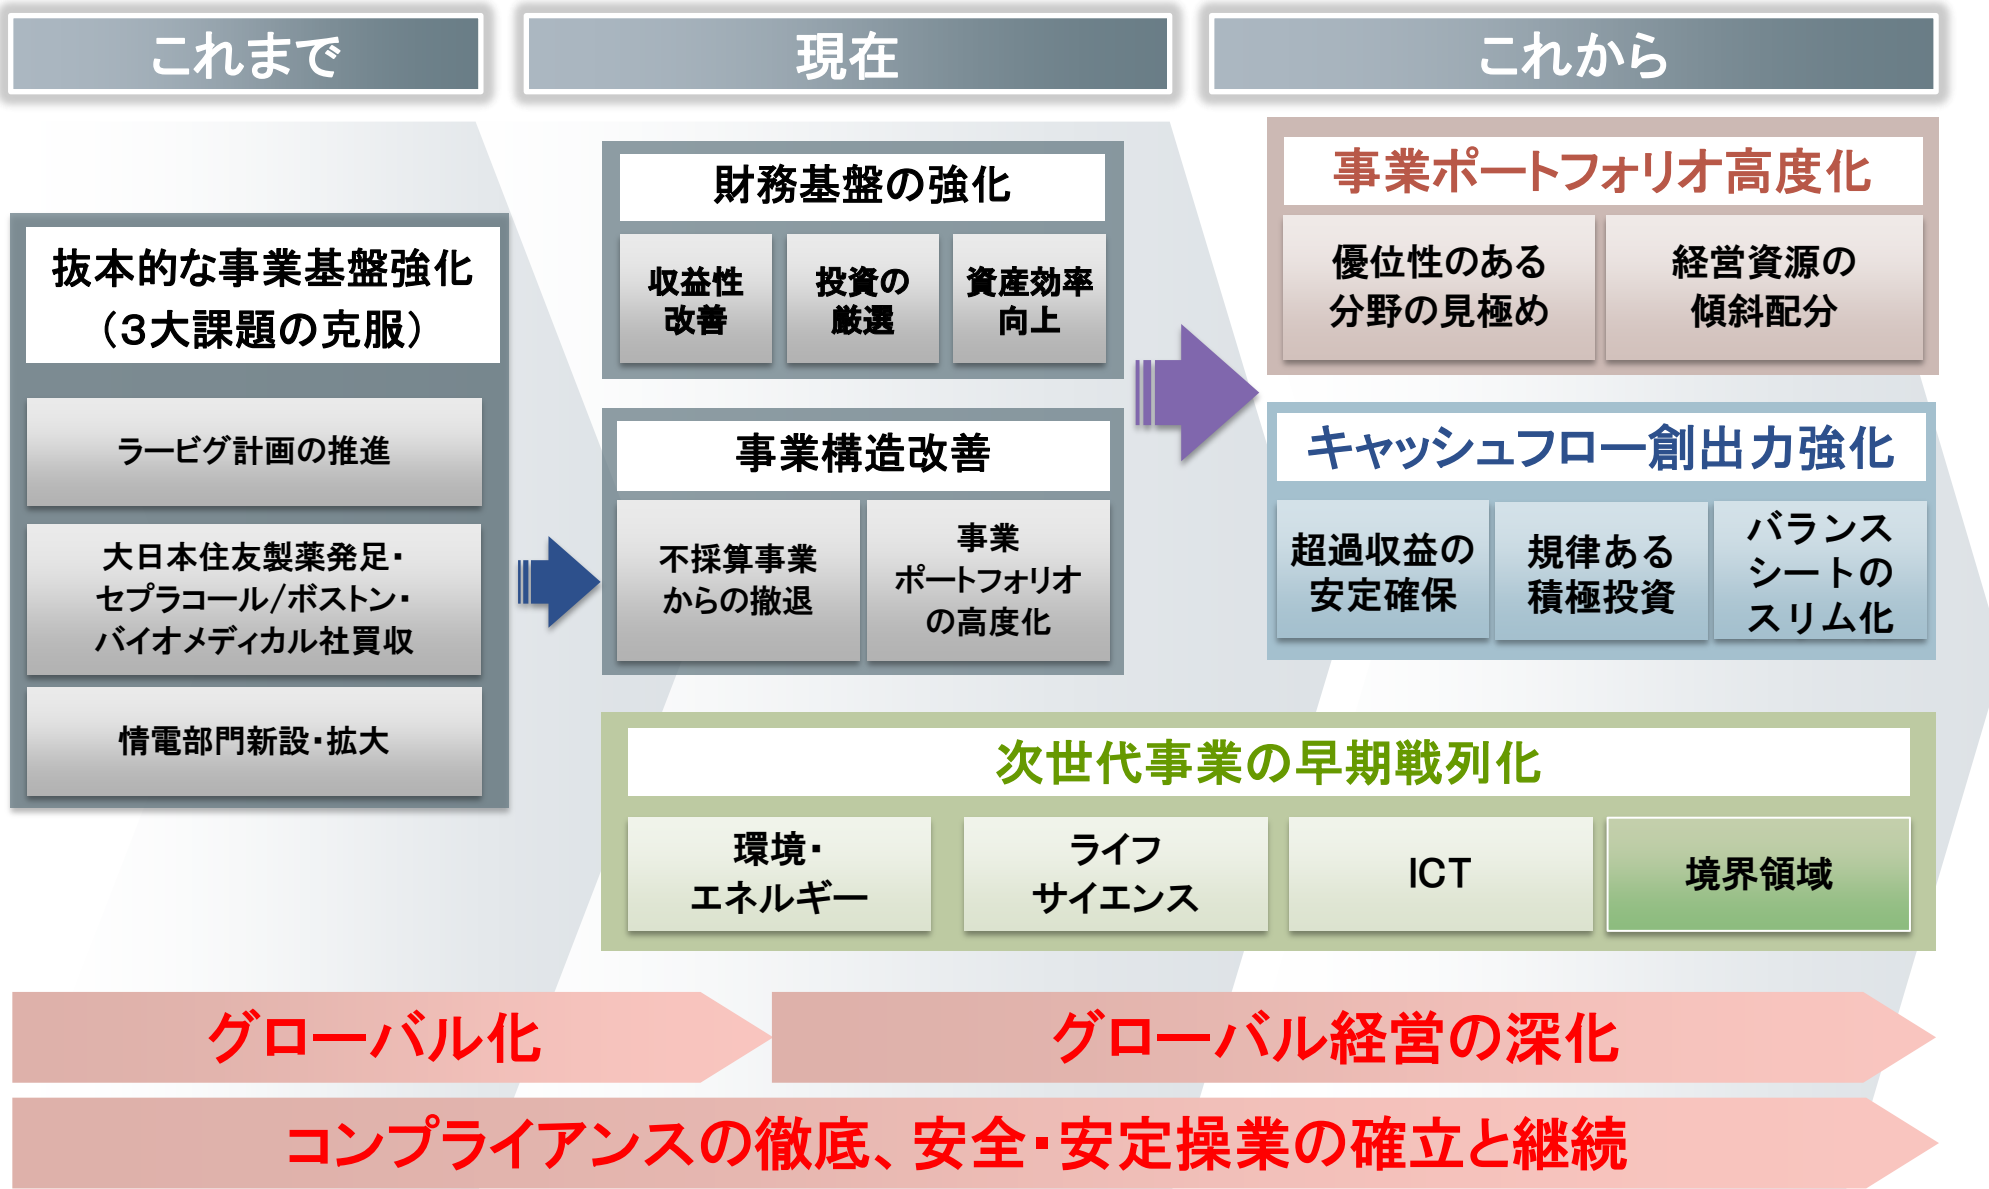 これまで
現在
これから
抜本的な事業基盤強化
（３大課題の克服）
ラービグ計画の推進
大日本住友製薬発足・
セプラコール/ボストン・
バイオメディカル社買収
情電部門新設・拡大
財務基盤の強化
収益性
改善
投資の
厳選
資産効率
向上
事業構造改善
不採算事業
からの撤退
事業
ポートフォリオ
の高度化
事業ポートフォリオ高度化
優位性のある
分野の見極め
経営資源の
傾斜配分
キャッシュフロー創出力強化
超過収益の
安定確保
規律ある
積極投資
バランス
シートの
スリム化
次世代事業の早期戦列化
環境・
エネルギー
ライフ
サイエンス
ICT
境界領域
グローバル化
グローバル経営の深化
コンプライアンスの徹底、安全・安定操業の確立と継続